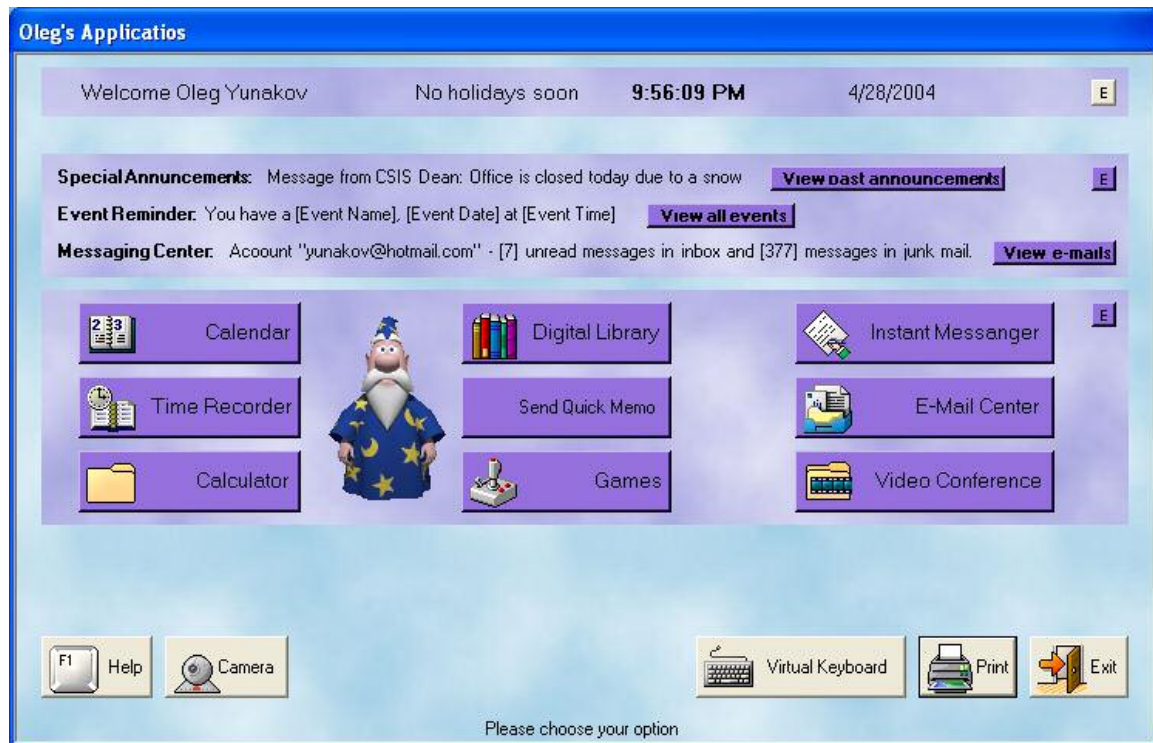 Oleg's Applicatios
Welcome Oleg Yunakov No holidays soon 9:56:09 PM 4/28/2004 E
Special Annuncements: Message from CSIS Dean: Office is closed today due to a snow View past announcements E
Event Reminder: You have a [Event Name], [Event Date] at [Event Time] View all events
Messaging Center: Acoount "yunakov@hotmail.com" - [7] unread messages in inbox and [377] messages in junk mail. View e-mails
2 3 Calendar Digital Library Instant Messanger E
Time Recorder Send Quick Memo E-Mail Center
Calculator Games Video Conference
F1 Help Camera Virtual Keyboard Print Exit
Please choose your option